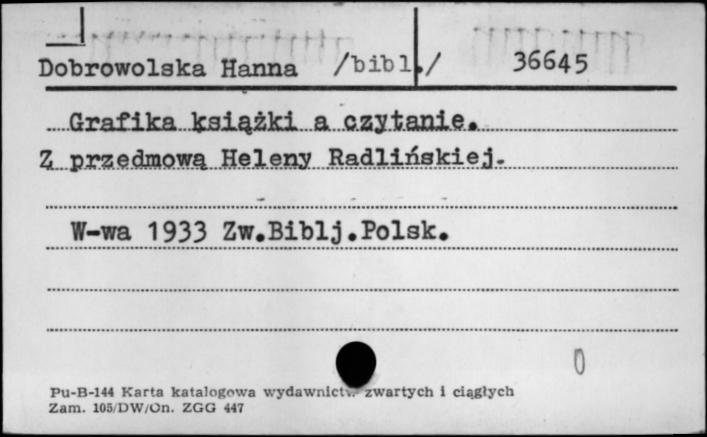 Dobrowolska Hanna /bibl./ 36645
Grafika książki a czytanie.
Z przedmową Heleny Radlińskiej.
W-wa 1933 Zw.Biblj.Polsk.
Pu-B-144 Karta katalogowa wydawnictw zwartych i ciągłych
Zam. 105/DW/On. ZGG 447